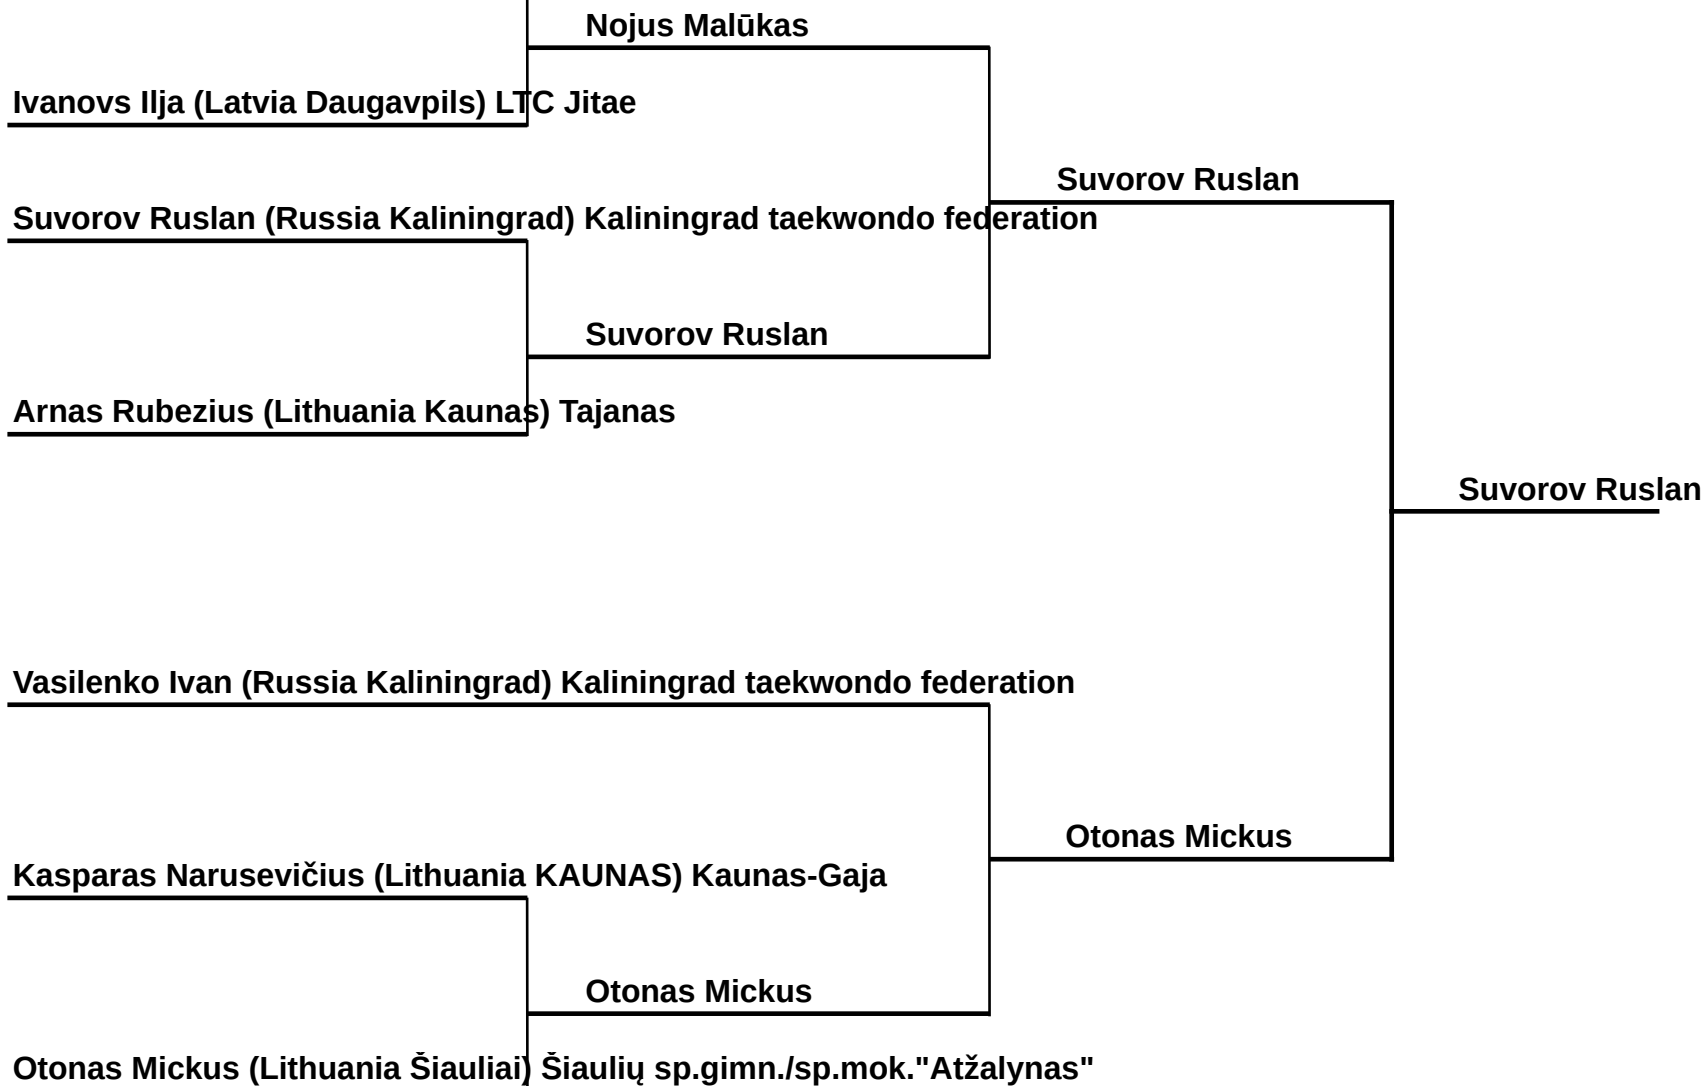 Nojus Malūkas
Ivanovs Ilja (Latvia Daugavpils) LTC Jitae
Suvorov Ruslan
Suvorov Ruslan (Russia Kaliningrad) Kaliningrad taekwondo federation
Suvorov Ruslan
Arnas Rubezius (Lithuania Kaunas) Tajanas
Suvorov Ruslan
Vasilenko Ivan (Russia Kaliningrad) Kaliningrad taekwondo federation
Otonas Mickus
Kasparas Narusevičius (Lithuania KAUNAS) Kaunas-Gaja
Otonas Mickus
Otonas Mickus (Lithuania Šiauliai) Šiaulių sp.gimn./sp.mok."Atžalynas"